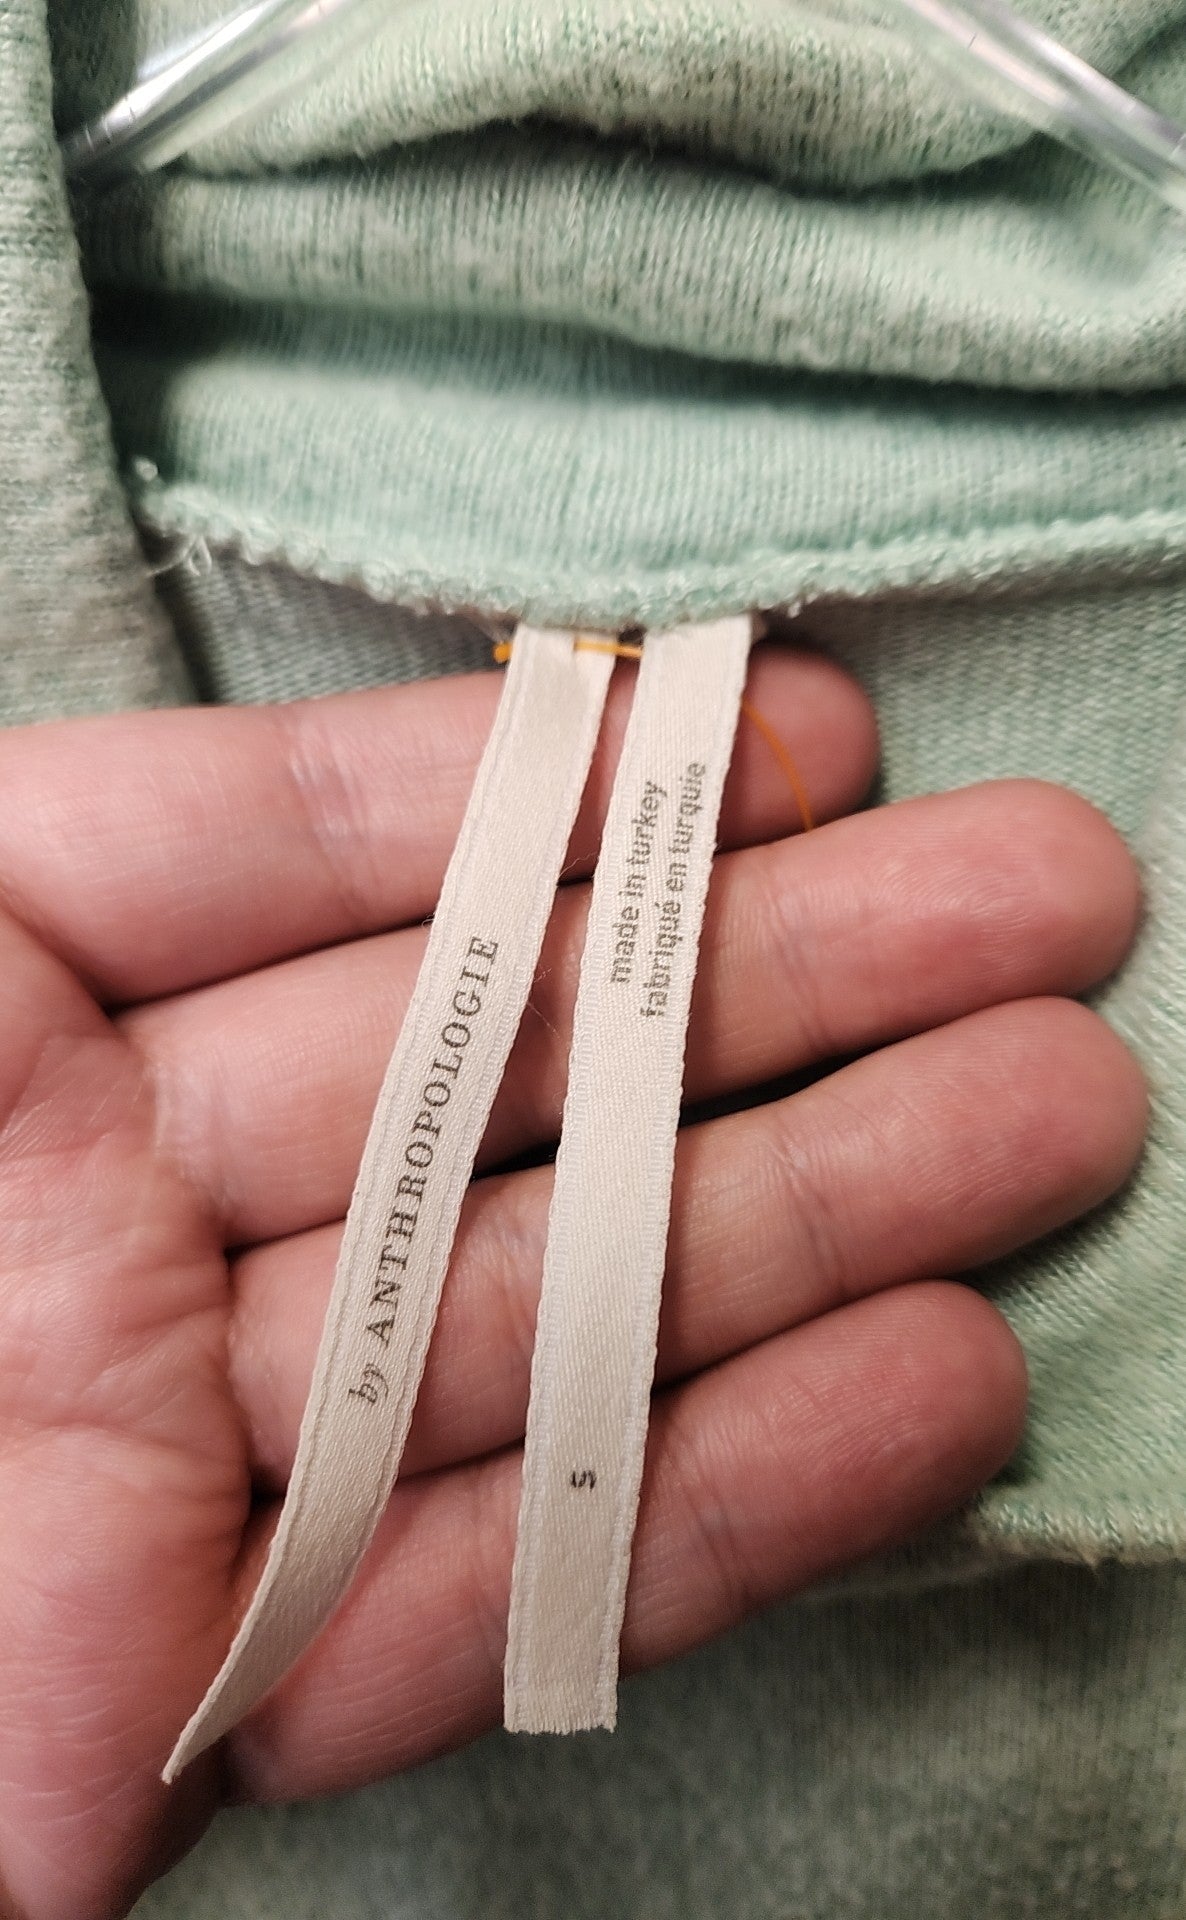 by ANTHROPOLOGIE
made in turkey
fabriqué en turquie
S